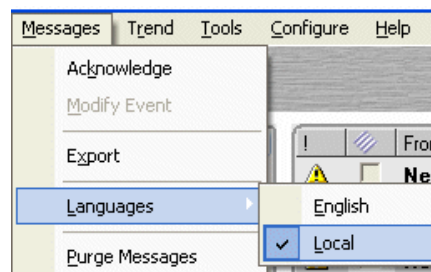 Messages Trend Tools Configure Help
Acknowledge
Modify Event
Export
! Fro
Ne
Languages
English
Local
Purge Messages